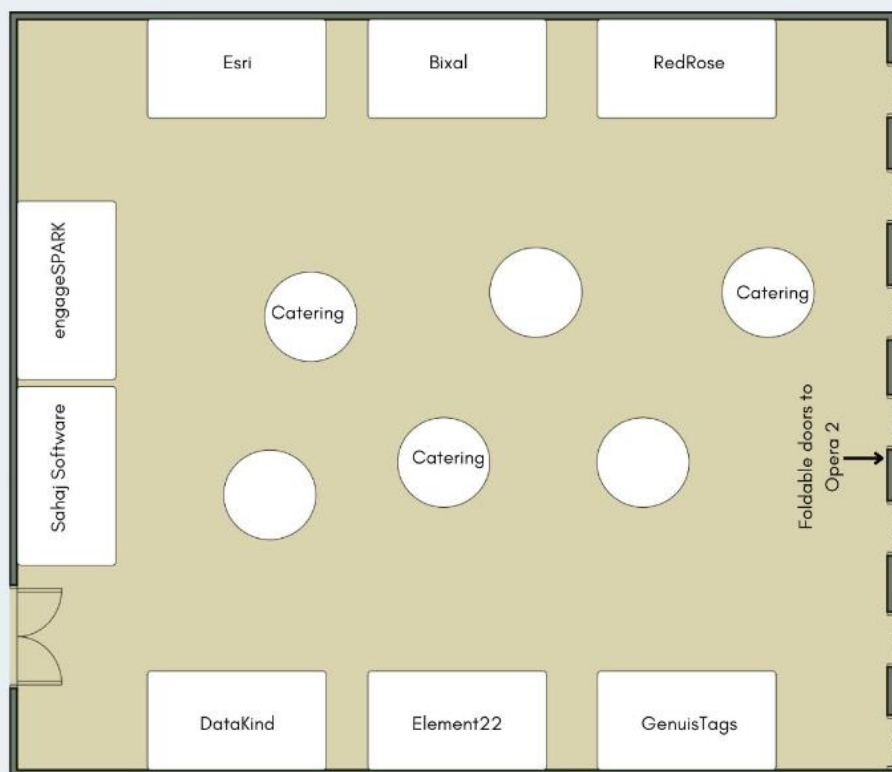 Esri
Bixal
RedRose
engageSPARK
Catering
Catering
Sahaj Software
Catering
Foldable doors to
Opera 2
DataKind
Element22
GenuisTags